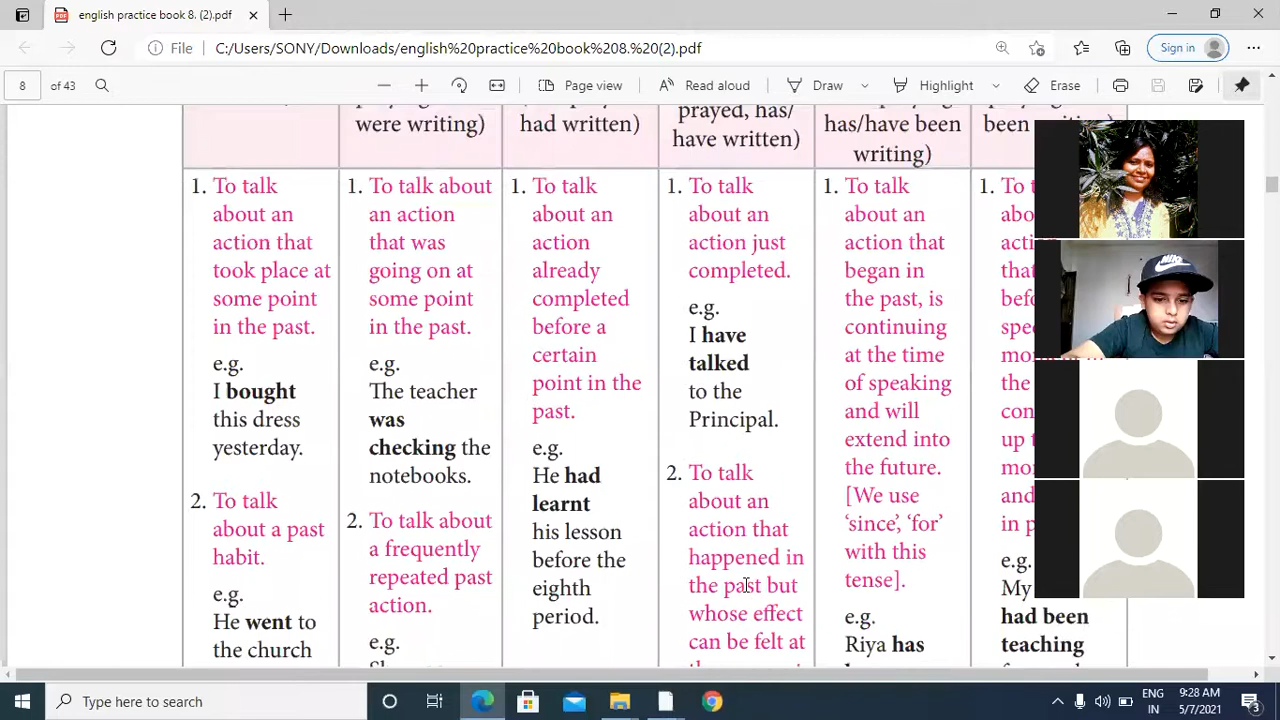 english practice book 8. (2).pdf
File
C:/Users/SONY/Downloads/english%20practice%20book%208.%20(2).pdf
Sign in
8 of 43
Page view
Read aloud
Draw
Highlight
Erase
were writing)
had written)
prayed, has/
have written)
has/have been
writing)
1. To talk
about an
action that
took place at
some point
in the past.
e.g.
I bought
this dress
yesterday.
2. To talk
about a past
habit.
e.g.
He went to
the church
1. To talk about
an action
that was
going on at
some point
in the past.
e.g.
The teacher
was
checking the
notebooks.
2. To talk about
a frequently
repeated past
action.
e.g.
1. To talk
about an
action
already
completed
before a
certain
point in the
past.
e.g.
He had
learnt
his lesson
before the
eighth
period.
1. To talk
about an
action just
completed.
e.g.
I have
talked
to the
Principal.
2. To talk
about an
action that
happened in
the past but
whose effect
can be felt at
1. To talk
about an
action that
began in
the past, is
continuing
at the time
of speaking
and will
extend into
the future.
[We use
‘since’, ‘for’
with this
tense].
e.g.
Riya has
1.
the
in
e.g.
My
had been
teaching
Type here to search
ENG
IN
9:28 AM
5/7/2021
3